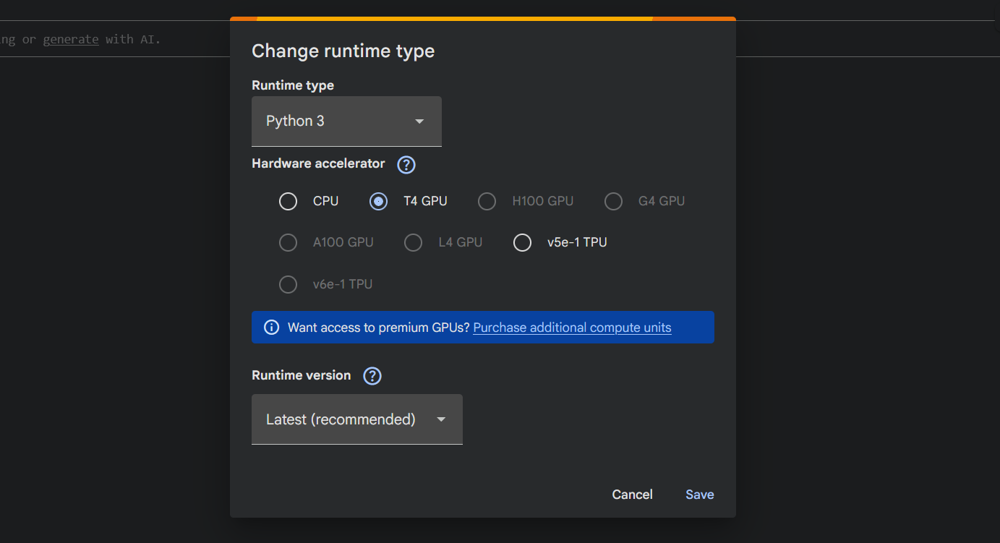 ng or generate with AI.
Change runtime type
Runtime type
Python 3
Hardware accelerator ?
CPU T4 GPU H100 GPU G4 GPU
A100 GPU L4 GPU v5e-1 TPU
v6e-1 TPU
Want access to premium GPUs? Purchase additional compute units
Runtime version ?
Latest (recommended)
Cancel Save